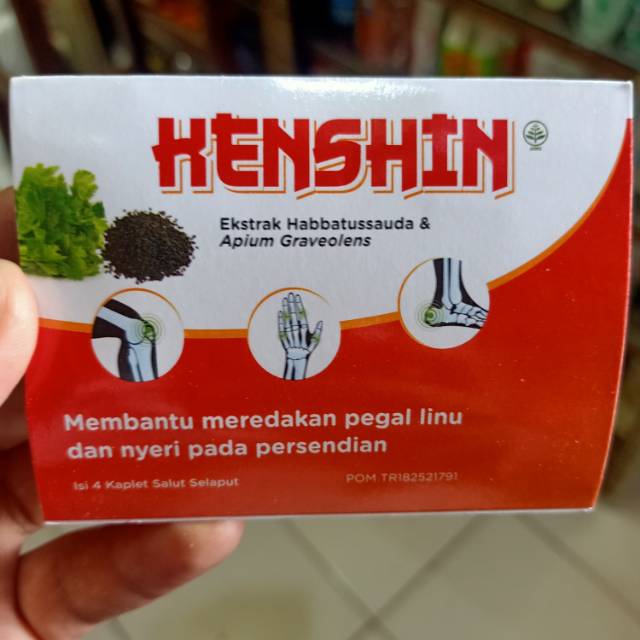 KENSHIN
Ekstrak Habbatussauda &
Apium Graveolens
Membantu meredakan pegal linu
dan nyeri pada persendian
Isi 4 Kaplet Salut Selaput
POM TR182521791